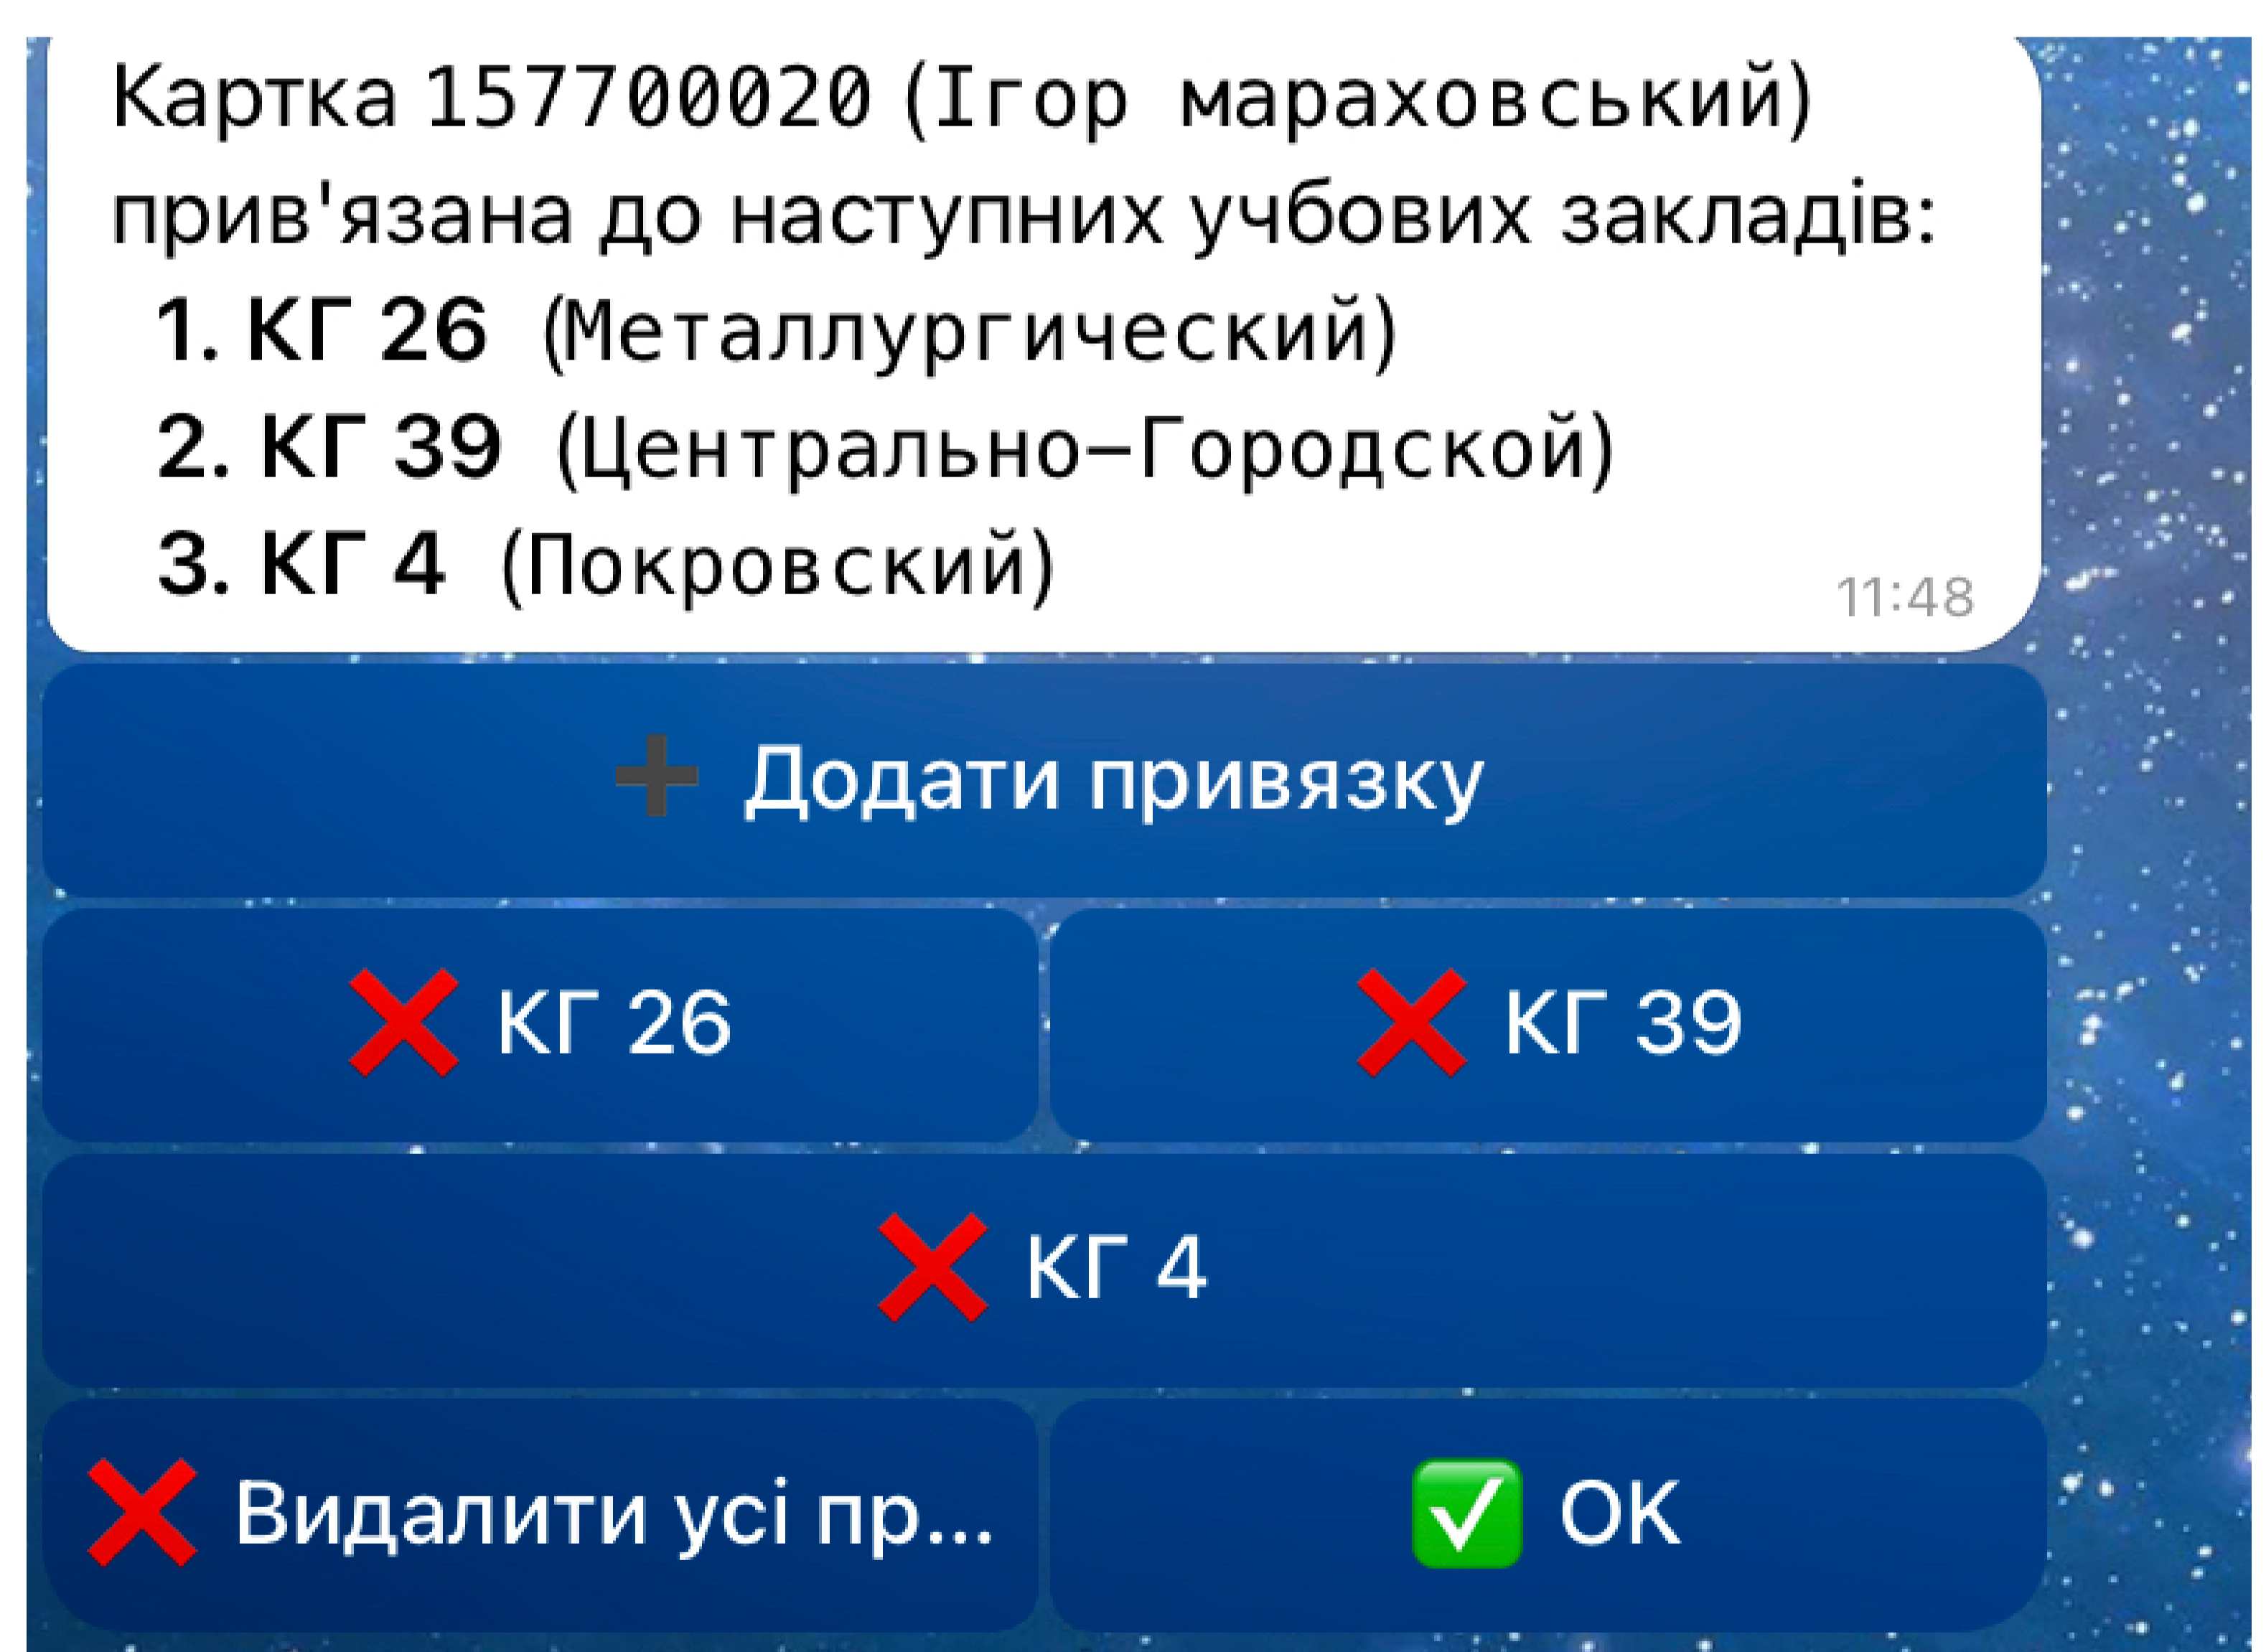 Картка 157700020 (Ігор мараховський)
прив'язана до наступних учбових закладів:
1. КГ 26 (Металлургический)
2. КГ 39 (Центрально-Городской)
3. КГ 4 (Покровский)
11:48
➕ Додати привязку
❌ КГ 26
❌ КГ 39
❌ КГ 4
❌ Видалити усі пр...
✅ ОК